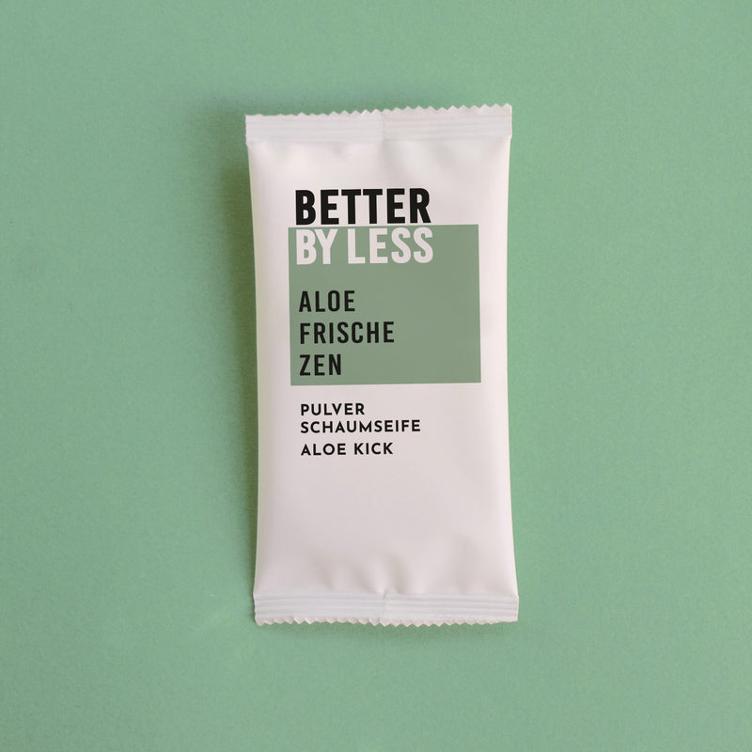 BETTER
BY LESS
ALOE
FRISCHE
ZEN
PULVER
SCHAUMSEIFE
ALOE KICK